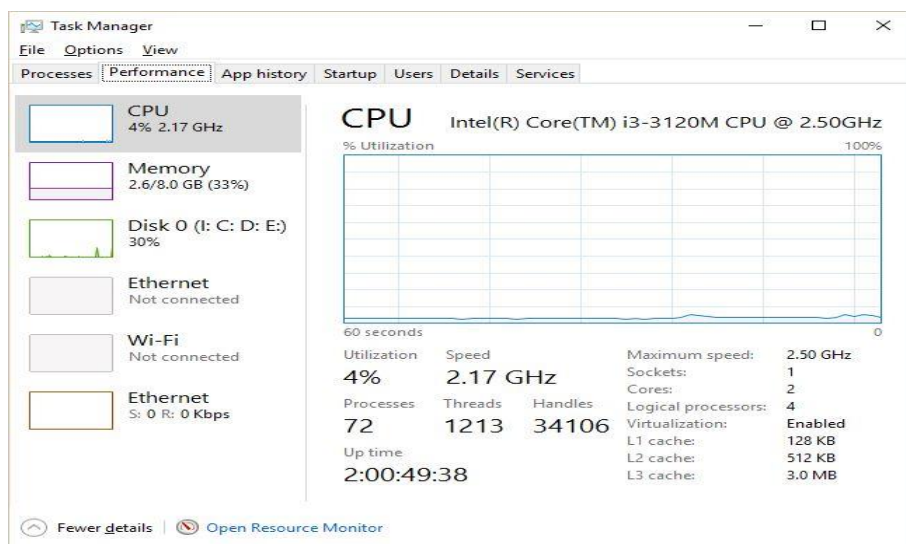 Task Manager
File Options View
Processes Performance App history Startup Users Details Services
CPU
4% 2.17 GHz
Memory
2.6/8.0 GB (33%)
Disk 0 (I: C: D: E:)
30%
Ethernet
Not connected
Wi-Fi
Not connected
Ethernet
S: 0 R: 0 Kbps
CPU Intel(R) Core(TM) i3-3120M CPU @ 2.50GHz
% Utilization 100%
60 seconds 0
Utilization Speed
4% 2.17 GHz
Processes Threads Handles
72 1213 34106
Up time
2:00:49:38
Maximum speed: 2.50 GHz
Sockets: 1
Cores: 2
Logical processors: 4
Virtualization: Enabled
L1 cache: 128 KB
L2 cache: 512 KB
L3 cache: 3.0 MB
Fewer details Open Resource Monitor